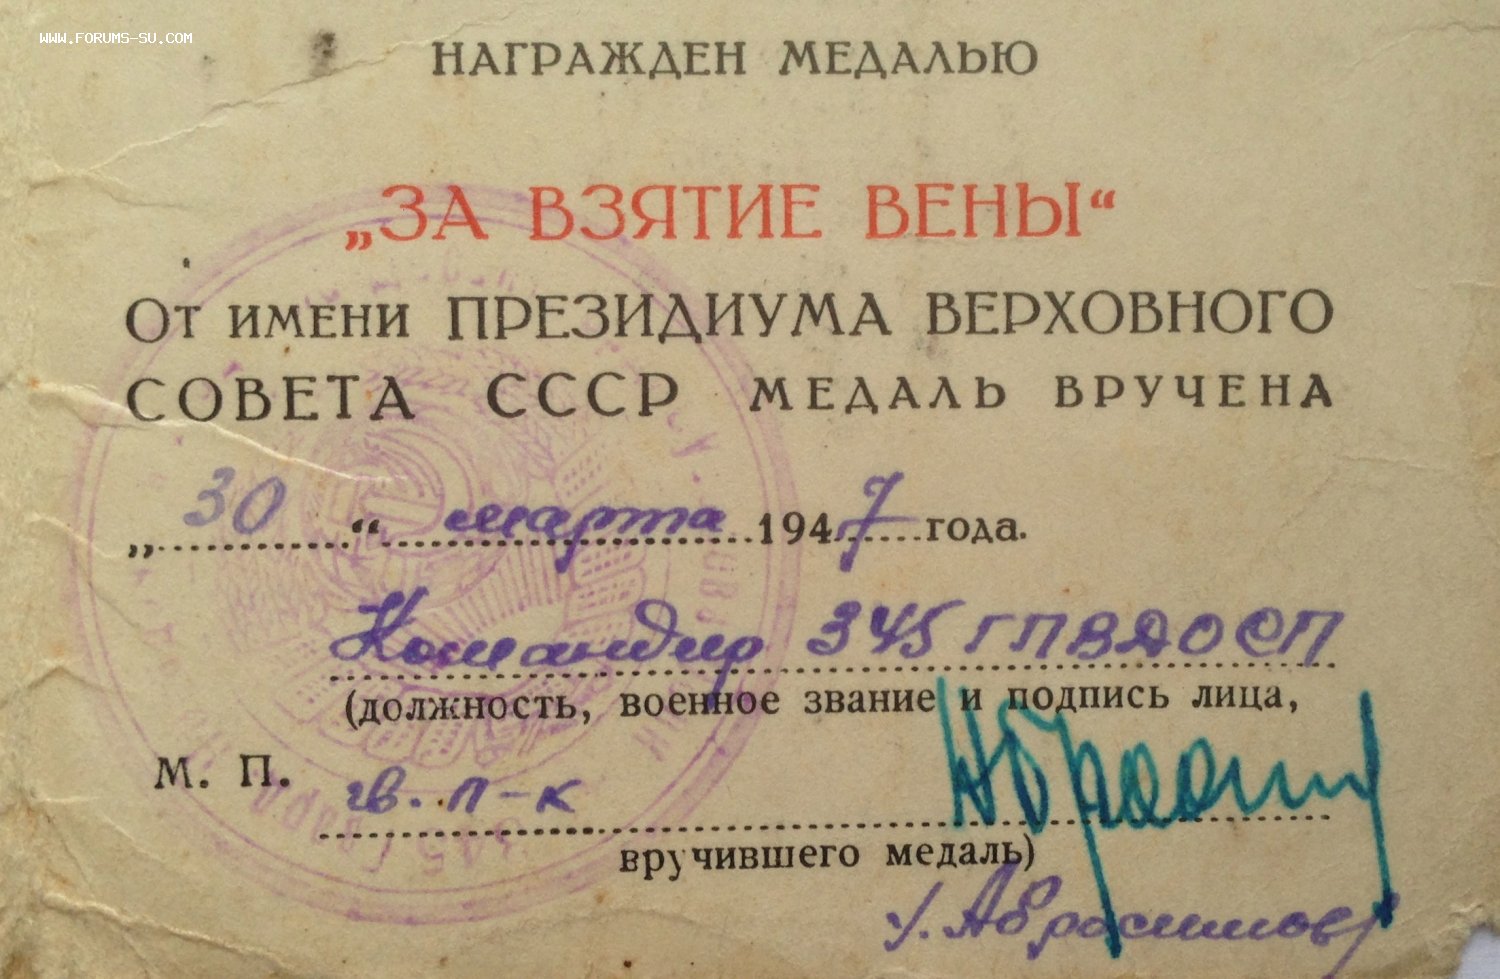 WWW.FORUMS-SU.COM
НАГРАЖДЕН МЕДАЛЬЮ
„ЗА ВЗЯТИЕ ВЕНЫ“
От имени ПРЕЗИДИУМА ВЕРХОВНОГО
СОВЕТА СССР МЕДАЛЬ ВРУЧЕНА
„30“ марта 1947 года.
Командир 345 ГПВДОСП
(должность, военное звание и подпись лица,
М. П. гв. п-к
вручившего медаль)
Абрасимов